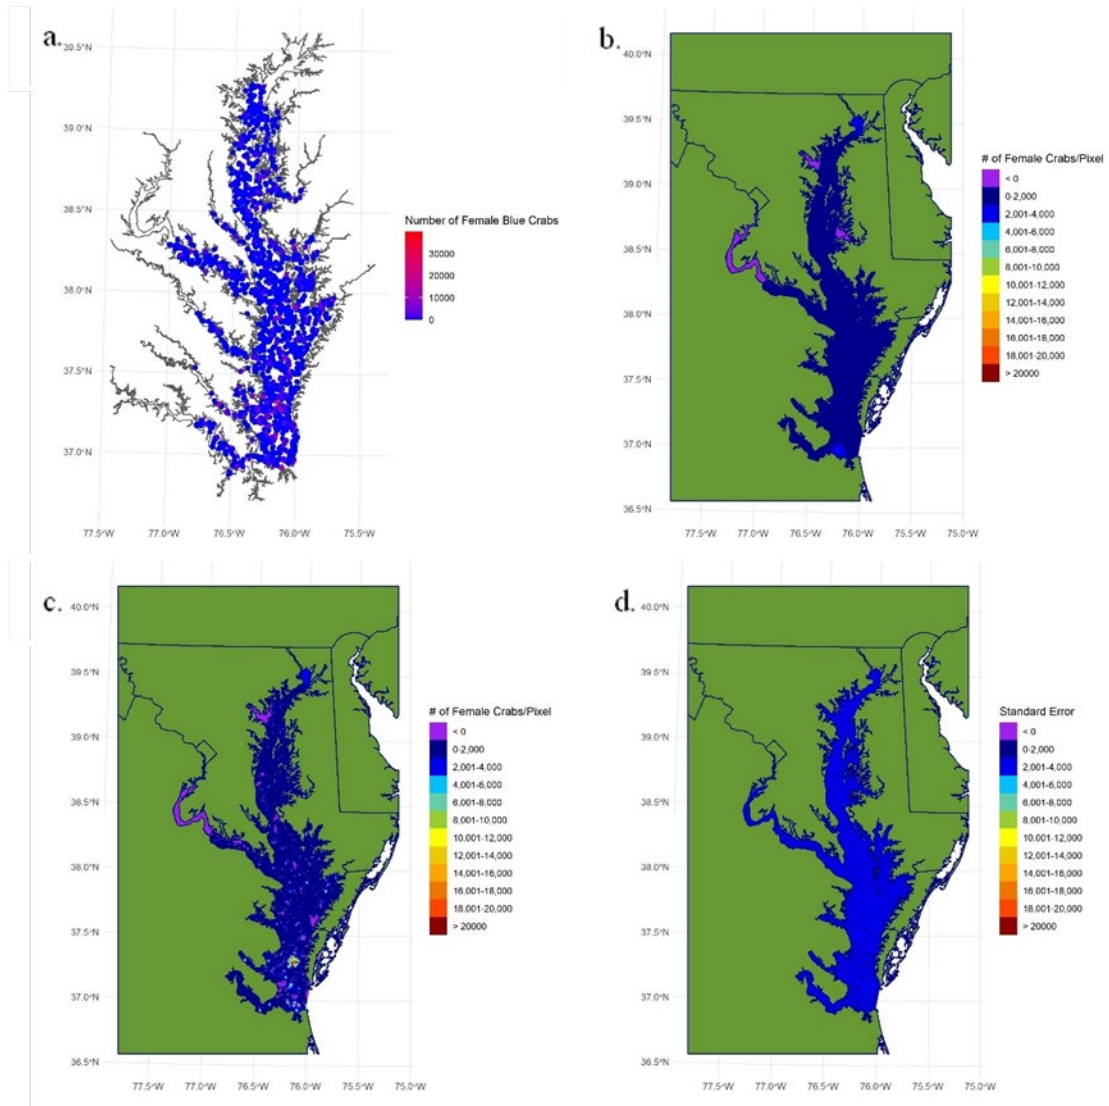 a.
39.5°N
39.0°N
38.5°N
38.0°N
37.5°N
37.0°N
77.5°W 77.0°W 76.5°W 76.0°W 75.5°W
Number of Female Blue Crabs
30000
20000
10000
0
b.
40.0°N
39.5°N
39.0°N
38.5°N
38.0°N
37.5°N
37.0°N
36.5°N
77.5°W 77.0°W 76.5°W 76.0°W 75.5°W 75.0°W
# of Female Crabs/Pixel
< 0
0-2,000
2,001-4,000
4,001-6,000
6,001-8,000
8,001-10,000
10,001-12,000
12,001-14,000
14,001-16,000
16,001-18,000
18,001-20,000
> 20000
c.
40.0°N
39.5°N
39.0°N
38.5°N
38.0°N
37.5°N
37.0°N
36.5°N
77.5°W 77.0°W 76.5°W 76.0°W 75.5°W 75.0°W
# of Female Crabs/Pixel
< 0
0-2,000
2,001-4,000
4,001-6,000
6,001-8,000
8,001-10,000
10,001-12,000
12,001-14,000
14,001-16,000
16,001-18,000
18,001-20,000
> 20000
d.
40.0°N
39.5°N
39.0°N
38.5°N
38.0°N
37.5°N
37.0°N
36.5°N
77.5°W 77.0°W 76.5°W 76.0°W 75.5°W 75.0°W
Standard Error
< 0
0-2,000
2,001-4,000
4,001-6,000
6,001-8,000
8,001-10,000
10,001-12,000
12,001-14,000
14,001-16,000
16,001-18,000
18,001-20,000
> 20000